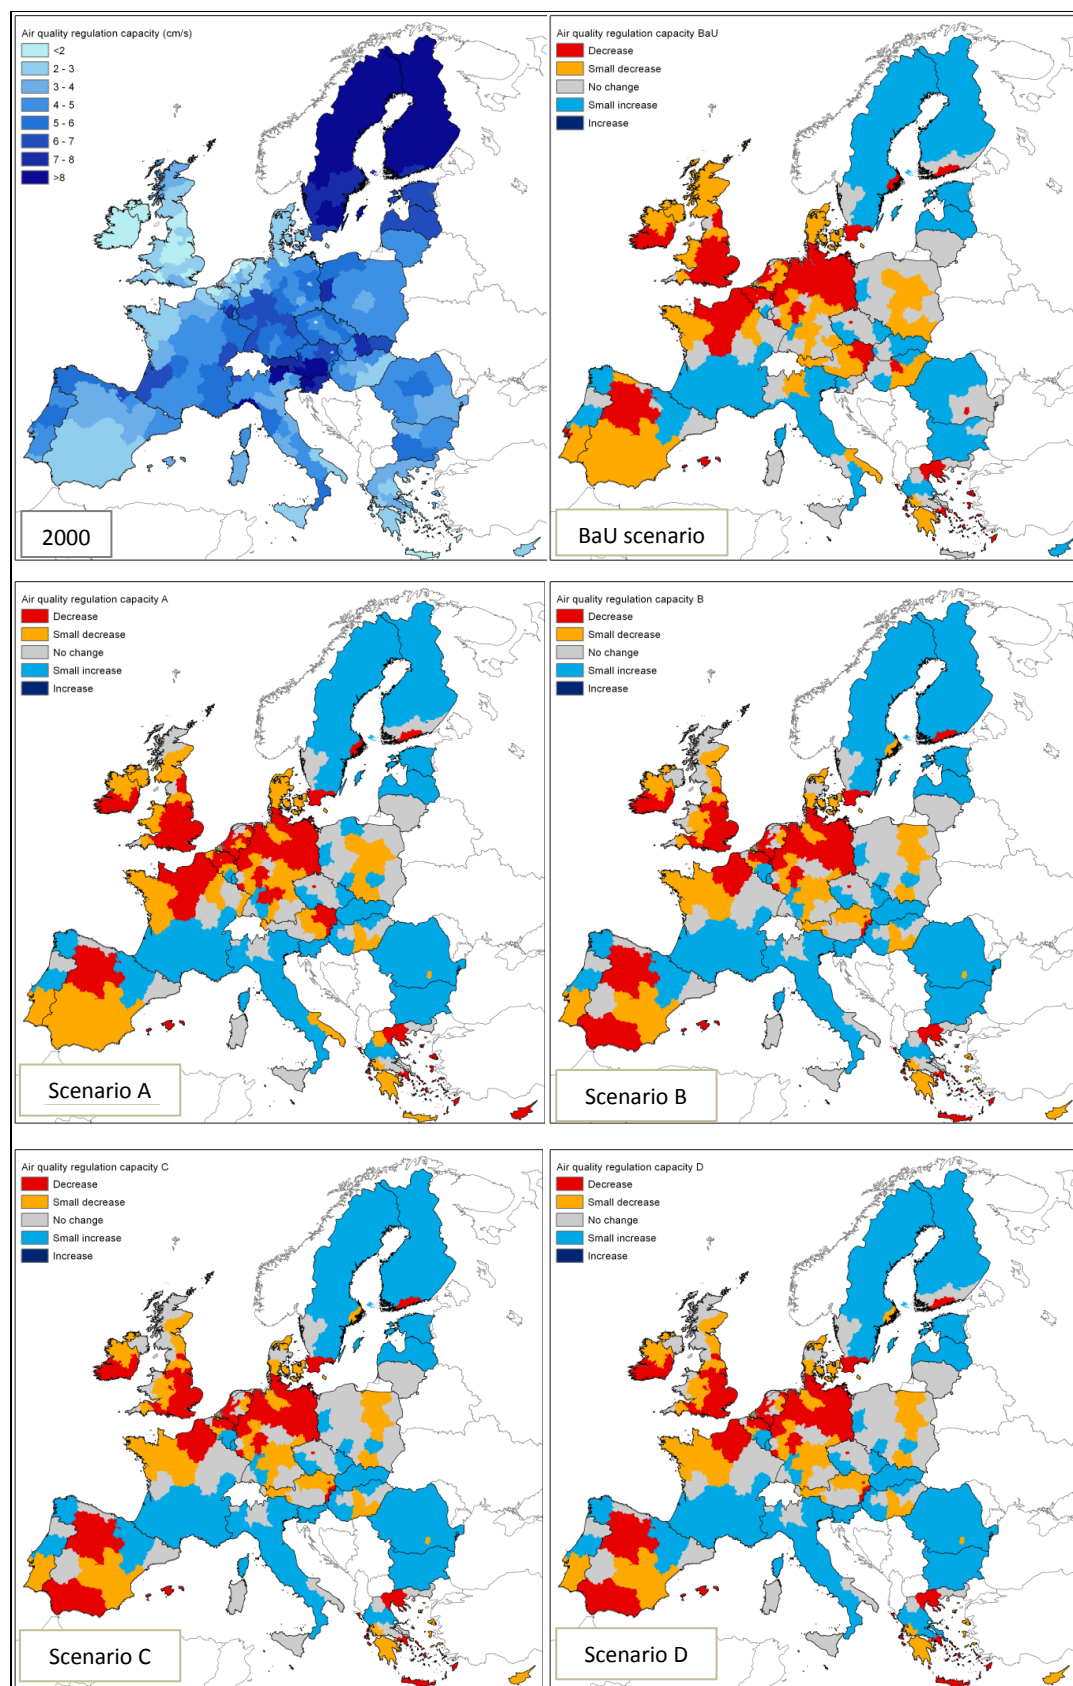 Air quality regulation capacity (cm/s)
<2
2 - 3
3 - 4
4 - 5
5 - 6
6 - 7
7 - 8
>8
2000
Air quality regulation capacity BaU
Decrease
Small decrease
No change
Small increase
Increase
BaU scenario
Air quality regulation capacity A
Decrease
Small decrease
No change
Small increase
Increase
Scenario A
Air quality regulation capacity B
Decrease
Small decrease
No change
Small increase
Increase
Scenario B
Air quality regulation capacity C
Decrease
Small decrease
No change
Small increase
Increase
Scenario C
Air quality regulation capacity D
Decrease
Small decrease
No change
Small increase
Increase
Scenario D